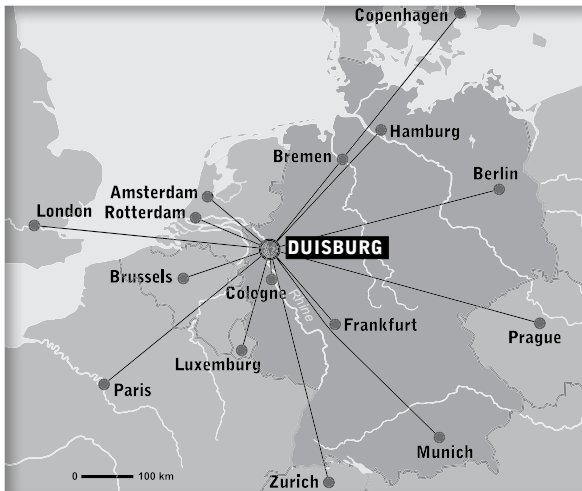 Copenhagen
Hamburg
Bremen
Berlin
Amsterdam
Rotterdam
London
DUISBURG
Brussels
Cologne
Rhine
Frankfurt
Prague
Luxemburg
Paris
Munich
Zurich
0 100 km